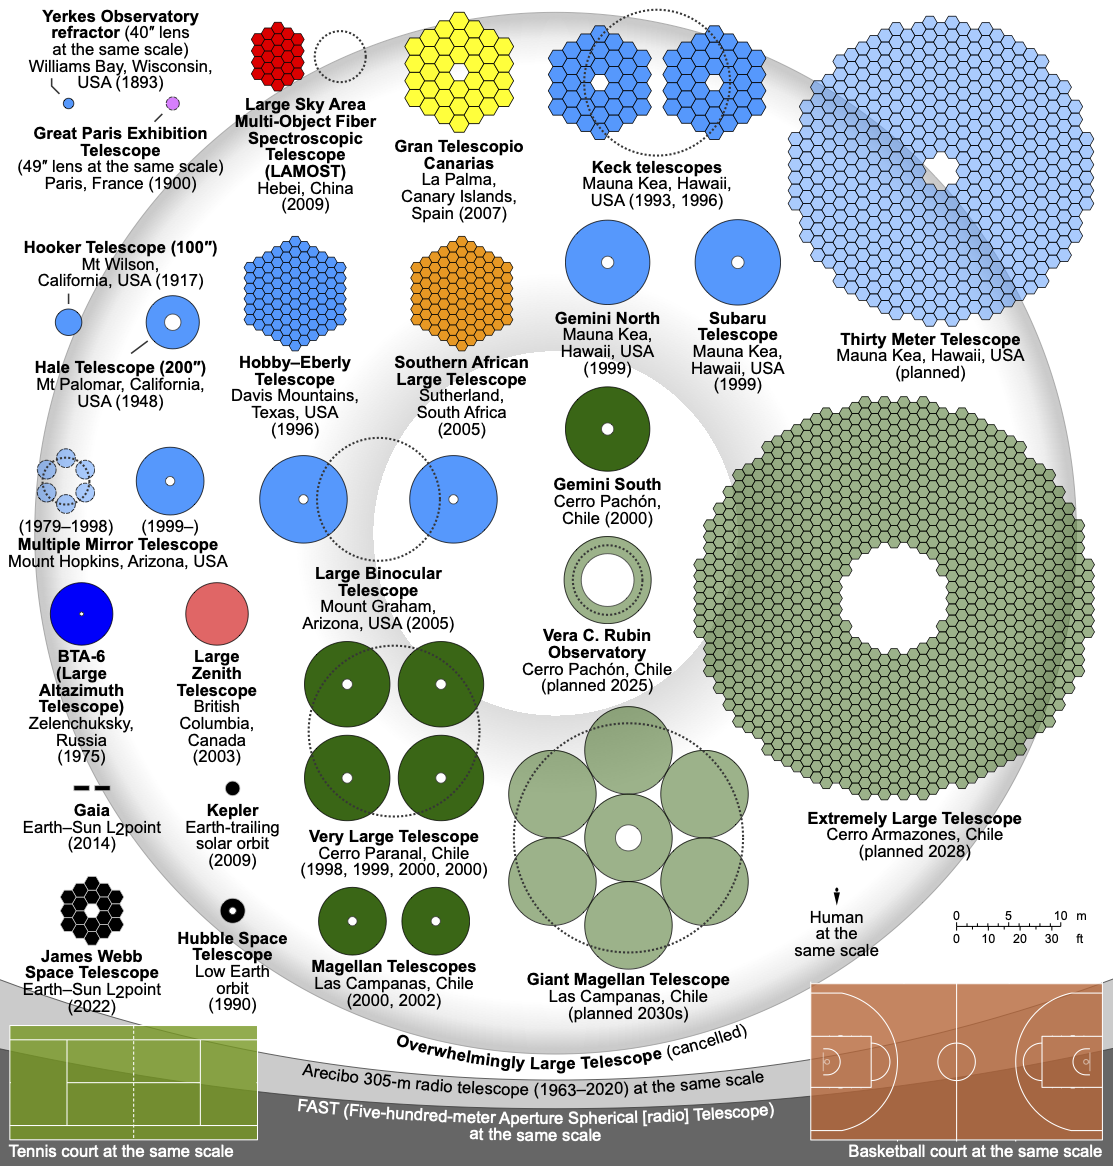 Yerkes Observatory
refractor (40″ lens
at the same scale)
Williams Bay, Wisconsin,
USA (1893)
Great Paris Exhibition
Telescope
(49″ lens at the same scale)
Paris, France (1900)
Large Sky Area
Multi-Object Fiber
Spectroscopic
Telescope
(LAMOST)
Hebei, China
(2009)
Gran Telescopio
Canarias
La Palma,
Canary Islands,
Spain (2007)
Keck telescopes
Mauna Kea, Hawaii,
USA (1993, 1996)
Thirty Meter Telescope
Mauna Kea, Hawaii, USA
(planned)
Hooker Telescope (100″)
Mt Wilson,
California, USA (1917)
Hale Telescope (200″)
Mt Palomar, California,
USA (1948)
Hobby–Eberly
Telescope
Davis Mountains,
Texas, USA
(1996)
Southern African
Large Telescope
Sutherland,
South Africa
(2005)
Gemini North
Mauna Kea,
Hawaii, USA
(1999)
Subaru
Telescope
Mauna Kea,
Hawaii, USA
(1999)
Gemini South
Cerro Pachón,
Chile (2000)
(1979–1998) (1999–)
Multiple Mirror Telescope
Mount Hopkins, Arizona, USA
Large Binocular
Telescope
Mount Graham,
Arizona, USA (2005)
Vera C. Rubin
Observatory
Cerro Pachón, Chile
(planned 2025)
BTA-6
(Large
Altazimuth
Telescope)
Zelenchuksky,
Russia
(1975)
Large
Zenith
Telescope
British
Columbia,
Canada
(2003)
Gaia
Earth–Sun L2point
(2014)
Kepler
Earth-trailing
solar orbit
(2009)
Very Large Telescope
Cerro Paranal, Chile
(1998, 1999, 2000, 2000)
Extremely Large Telescope
Cerro Armazones, Chile
(planned 2028)
James Webb
Space Telescope
Earth–Sun L2point
(2022)
Hubble Space
Telescope
Low Earth
orbit
(1990)
Magellan Telescopes
Las Campanas, Chile
(2000, 2002)
Giant Magellan Telescope
Las Campanas, Chile
(planned 2030s)
Human
at the
same scale
0 5 10 m
0 10 20 30 ft
Overwhelmingly Large Telescope (cancelled)
Arecibo 305-m radio telescope (1963–2020) at the same scale
FAST (Five-hundred-meter Aperture Spherical [radio] Telescope)
at the same scale
Tennis court at the same scale
Basketball court at the same scale